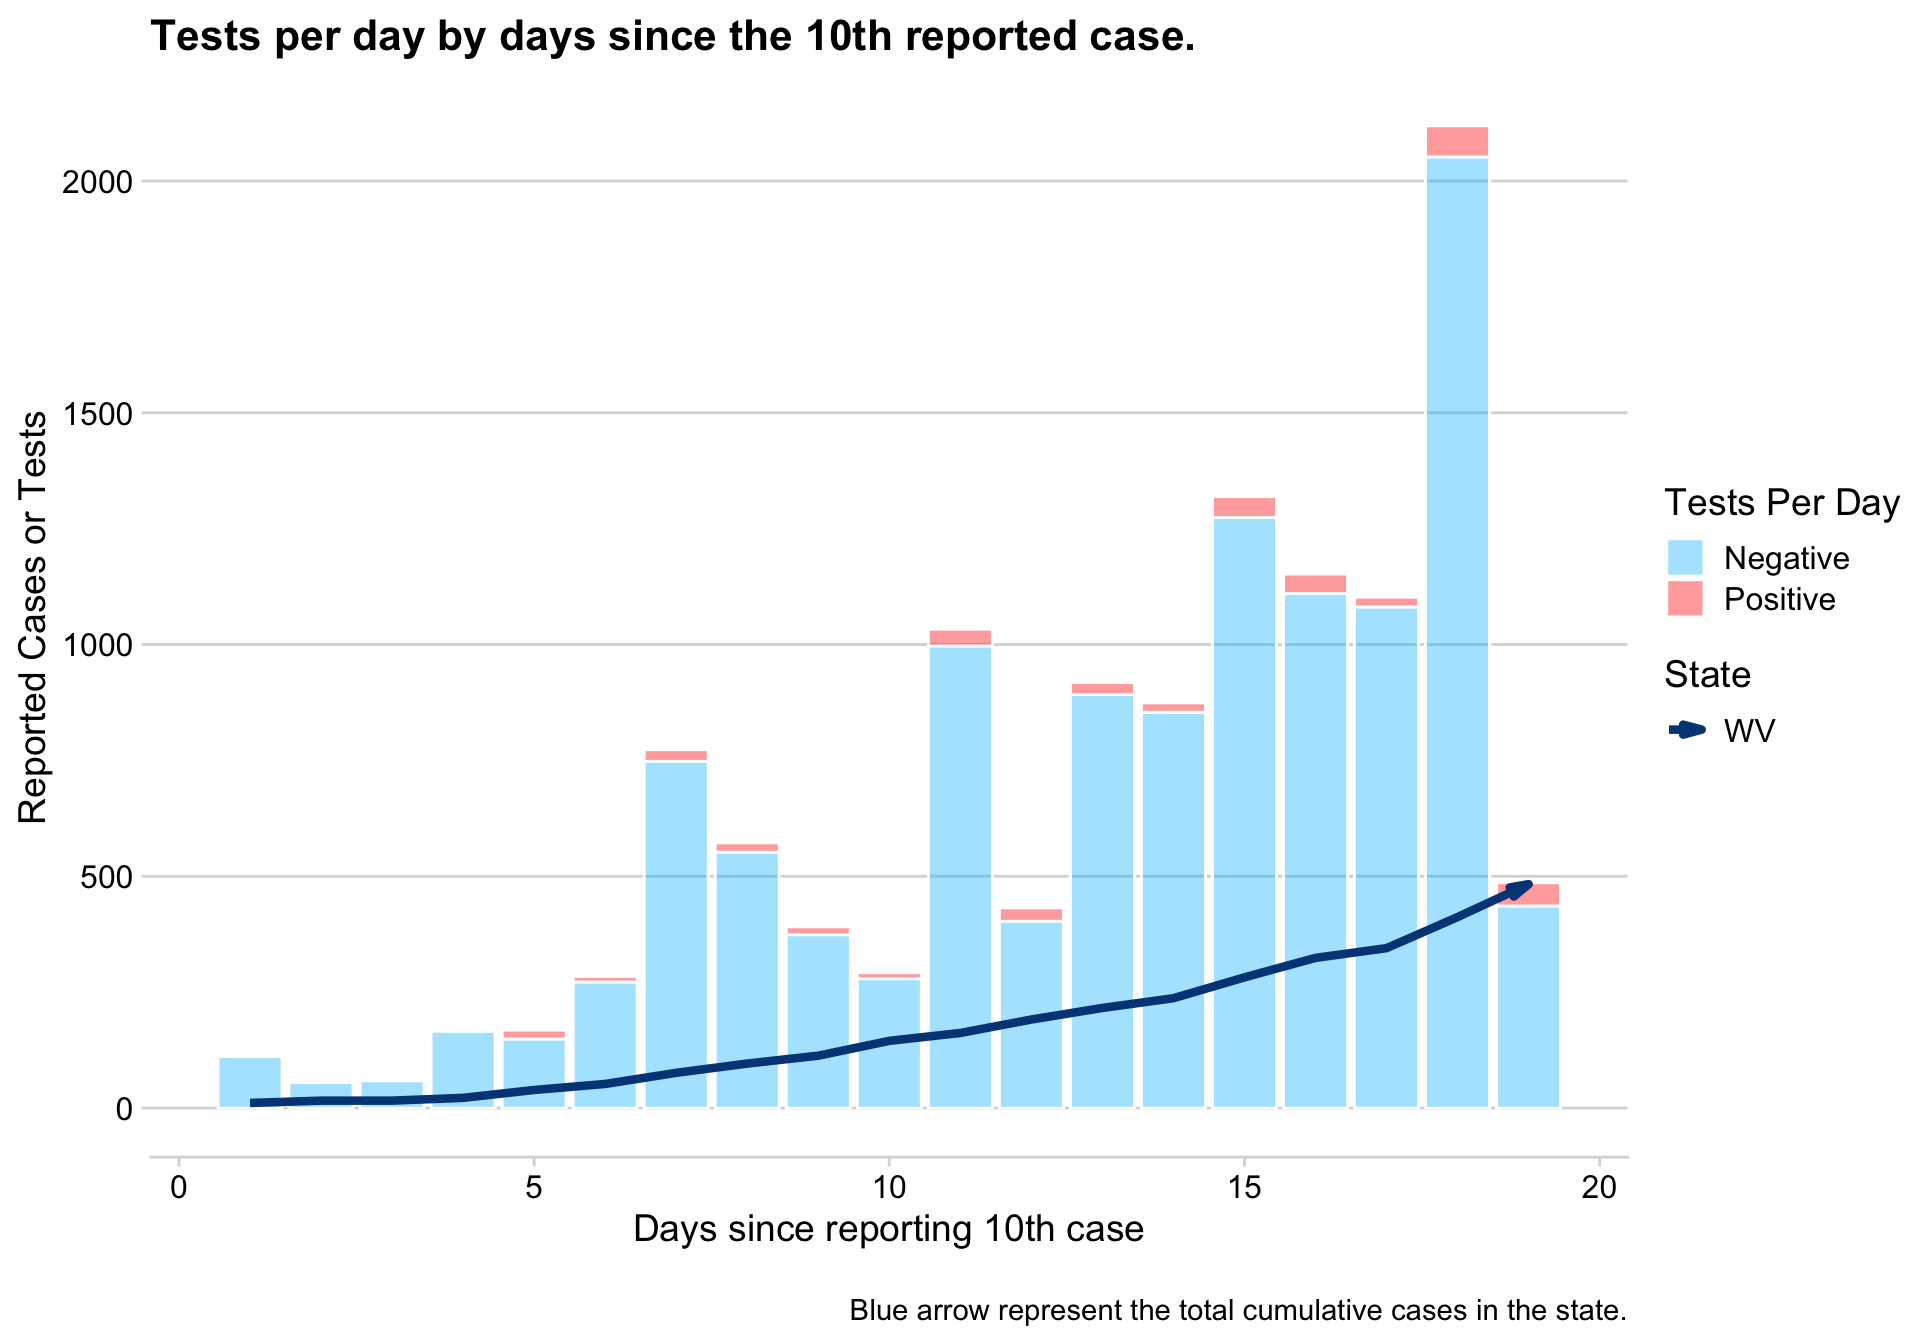 Tests per day by days since the 10th reported case.
Reported Cases or Tests
2000
1500
1000
500
0
0 5 10 15 20
Days since reporting 10th case
Tests Per Day
Negative
Positive
State
WV
Blue arrow represent the total cumulative cases in the state.